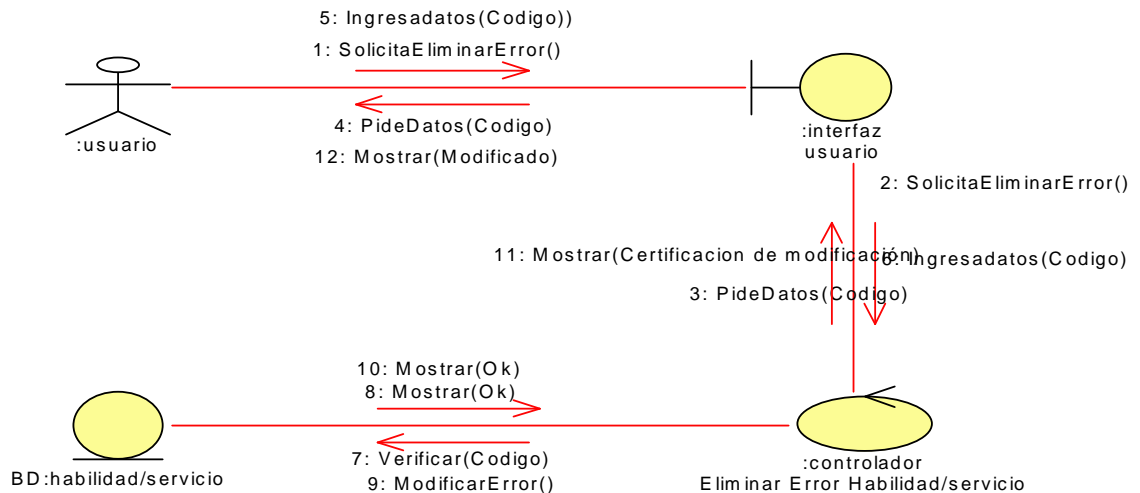 5: Ingresadatos(Codigo))
1: SolicitaEliminarError()
4: PideDatos(Codigo)
12: Mostrar(Modificado)
:usuario
:interfaz
usuario
2: SolicitaEliminarError()
11: Mostrar(Certificacion de modificación)
6: Ingresadatos(Codigo)
3: PideDatos(Codigo)
10: Mostrar(Ok)
8: Mostrar(Ok)
7: Verificar(Codigo)
9: ModificarError()
BD:habilidad/servicio
:controlador
Eliminar Error Habilidad/servicio